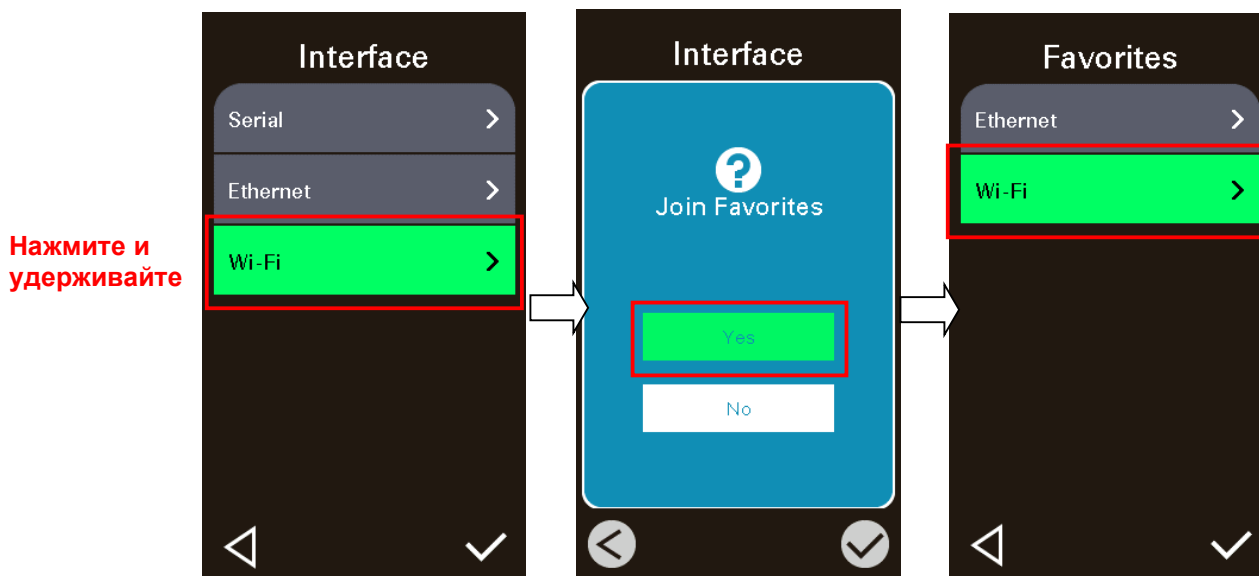 Нажмите и
удерживайте
Interface
Serial
Ethernet
Wi-Fi
Interface
Join Favorites
Yes
No
Favorites
Ethernet
Wi-Fi